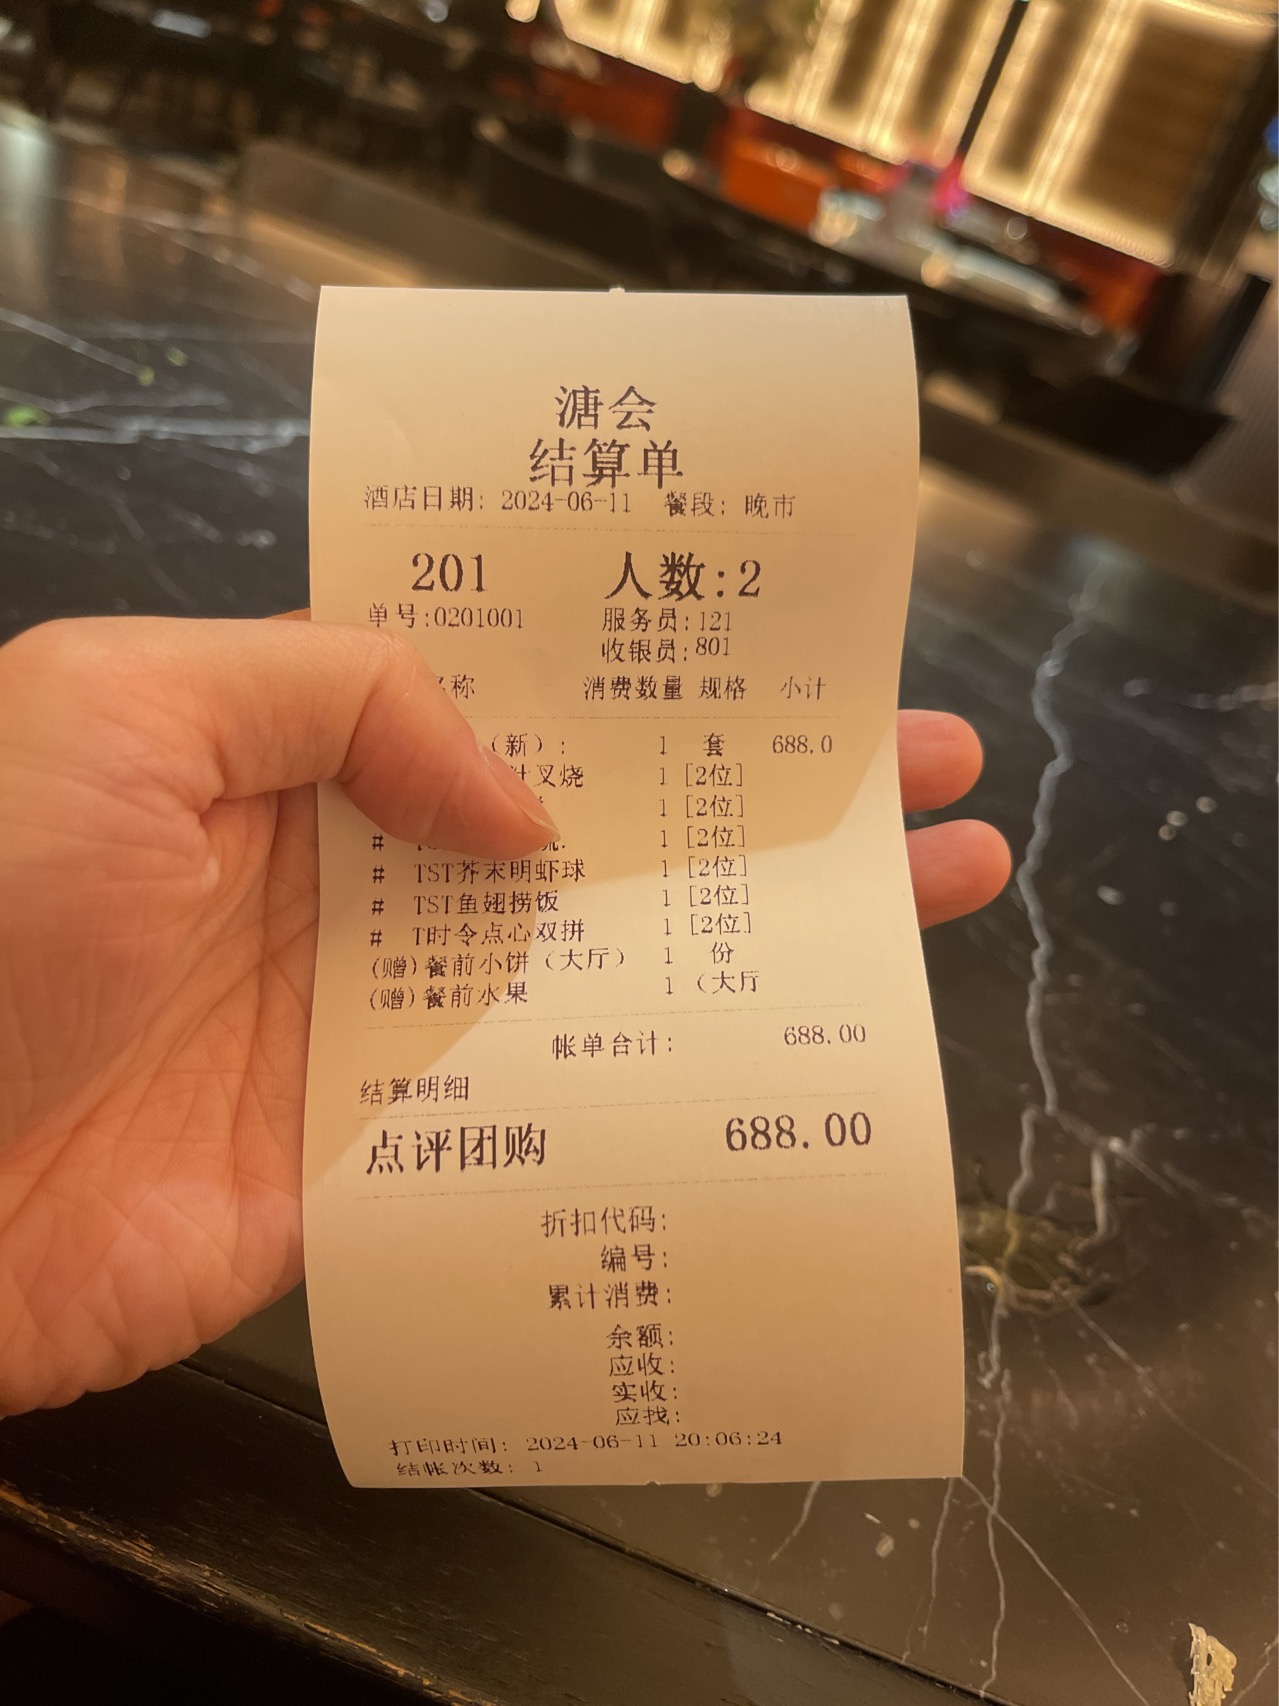 溏会
结算单
酒店日期: 2024-06-11 餐段: 晚市
201 人数:2
单号:0201001 服务员:121
收银员:801
名称 消费数量 规格 小计
(新): 1 套 688.0
汁叉烧 1 [2位]
1 [2位]
# 1 [2位]
# TST芥末明虾球 1 [2位]
# TST鱼翅捞饭 1 [2位]
# T时令点心双拼 1 [2位]
(赠)餐前小饼(大厅) 1 份
(赠)餐前水果 1 (大厅
帐单合计: 688.00
结算明细
点评团购 688.00
折扣代码:
编号:
累计消费:
余额:
应收:
实收:
应找:
打印时间: 2024-06-11 20:06:24
结帐次数: 1